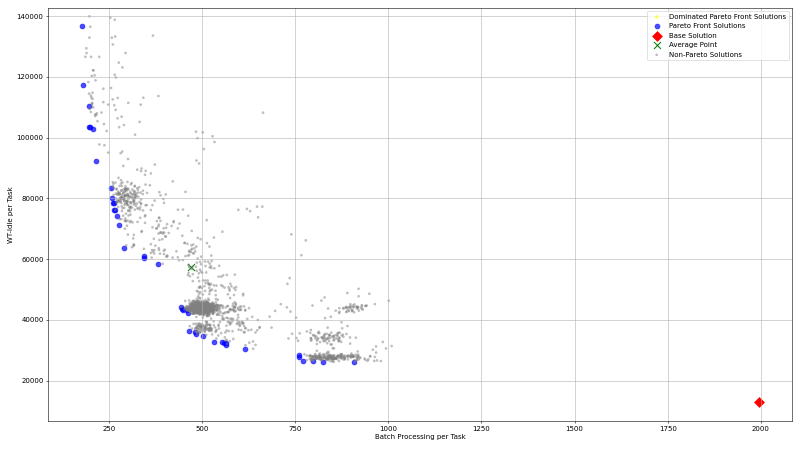 140000
120000
100000
80000
60000
40000
20000
WT-Idle per Task
250
500
750
1000
1250
1500
1750
2000
Batch Processing per Task
Dominated Pareto Front Solutions
Pareto Front Solutions
Base Solution
Average Point
Non-Pareto Solutions